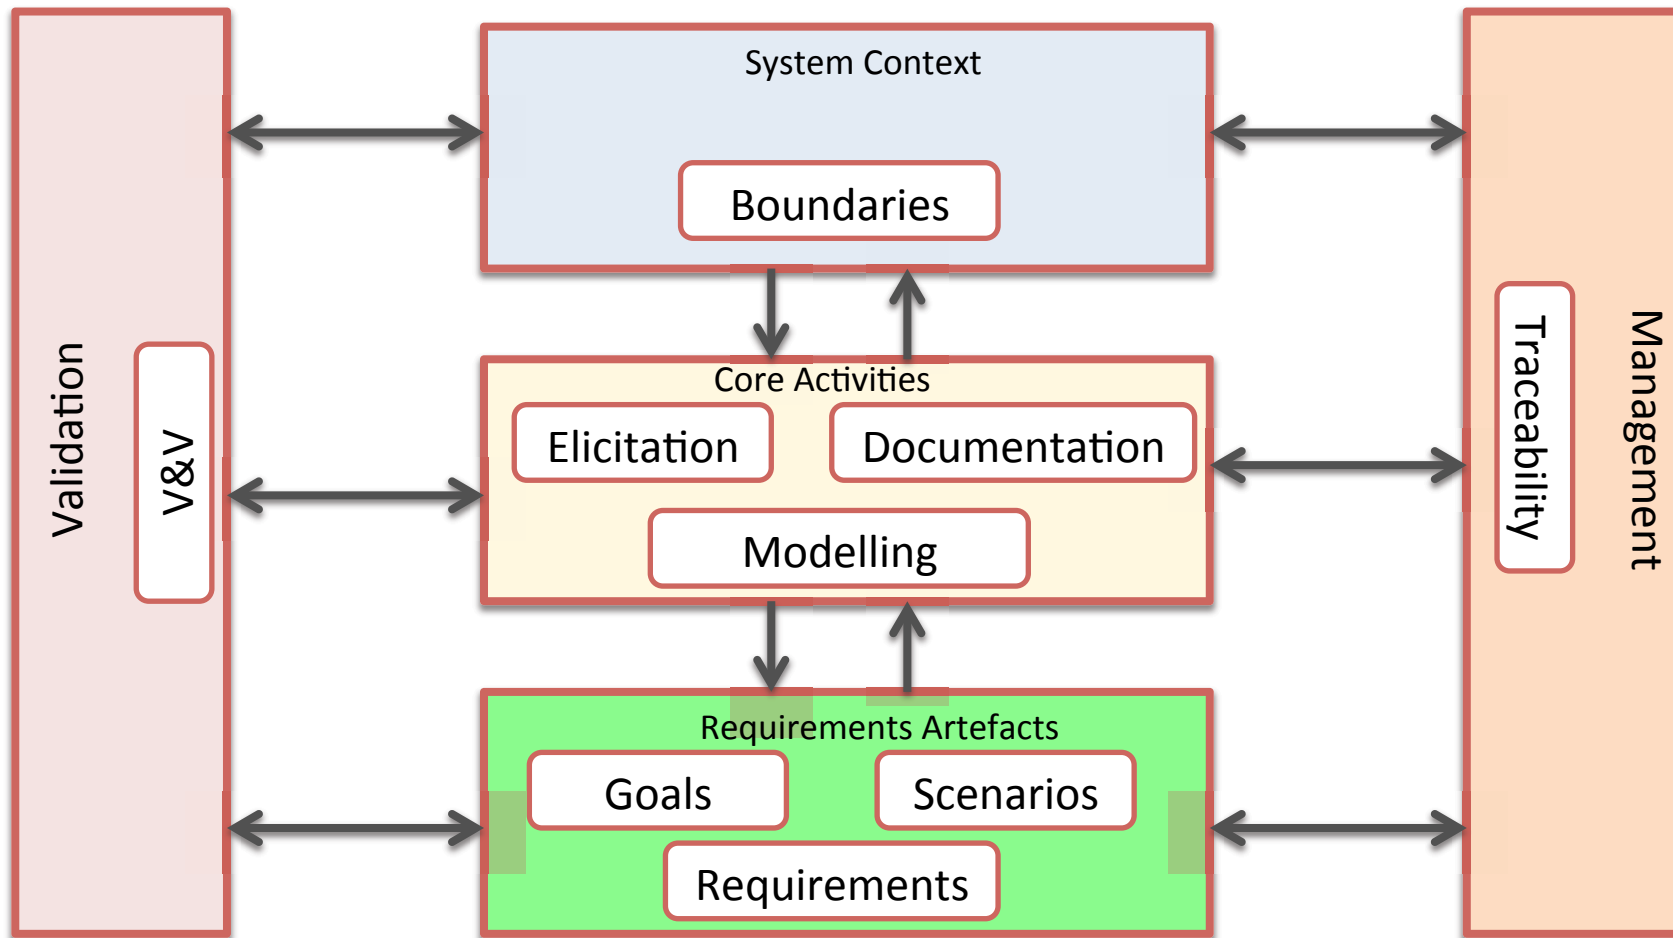 System Context
Boundaries
Validation
V&V
Core Activities
Elicitation
Documentation
Modelling
Traceability
Management
Requirements Artefacts
Goals
Scenarios
Requirements